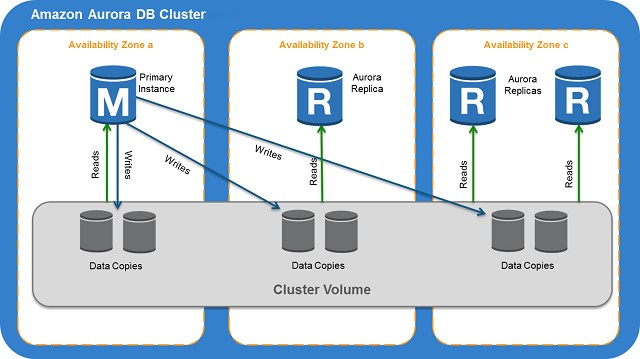 Amazon Aurora DB Cluster
Availability Zone a
Availability Zone b
Availability Zone c
M
Primary
Instance
R
Aurora
Replica
R
Aurora
Replicas
R
Reads
Writes
Writes
Writes
Reads
Reads
Reads
Data Copies
Data Copies
Data Copies
Cluster Volume